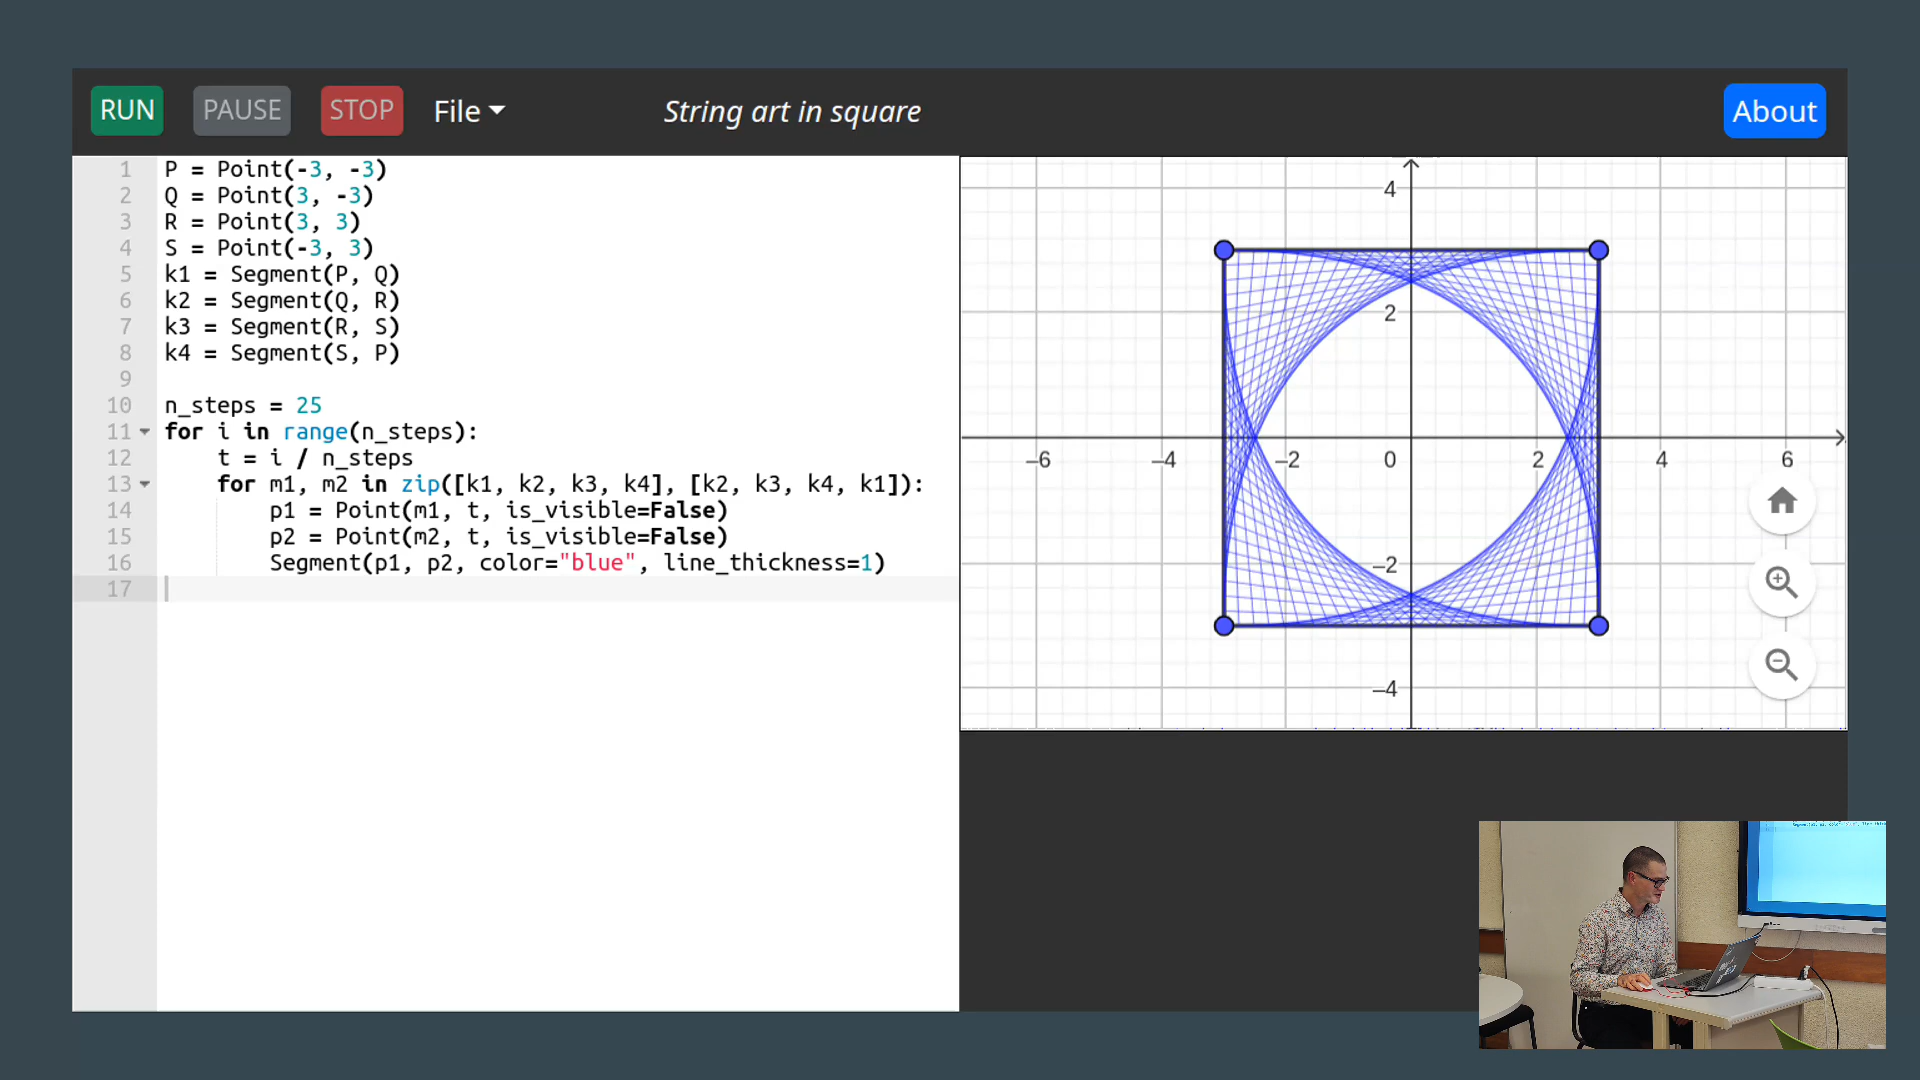 RUN PAUSE STOP File String art in square About
1 P = Point(-3, -3)
2 Q = Point(3, -3)
3 R = Point(3, 3)
4 S = Point(-3, 3)
5 k1 = Segment(P, Q)
6 k2 = Segment(Q, R)
7 k3 = Segment(R, S)
8 k4 = Segment(S, P)
9
10 n_steps = 25
11 for i in range(n_steps):
12     t = i / n_steps
13     for m1, m2 in zip([k1, k2, k3, k4], [k2, k3, k4, k1]):
14         p1 = Point(m1, t, is_visible=False)
15         p2 = Point(m2, t, is_visible=False)
16         Segment(p1, p2, color="blue", line_thickness=1)
17
4
2
–6 –4 –2 0 2 4 6
–2
–4